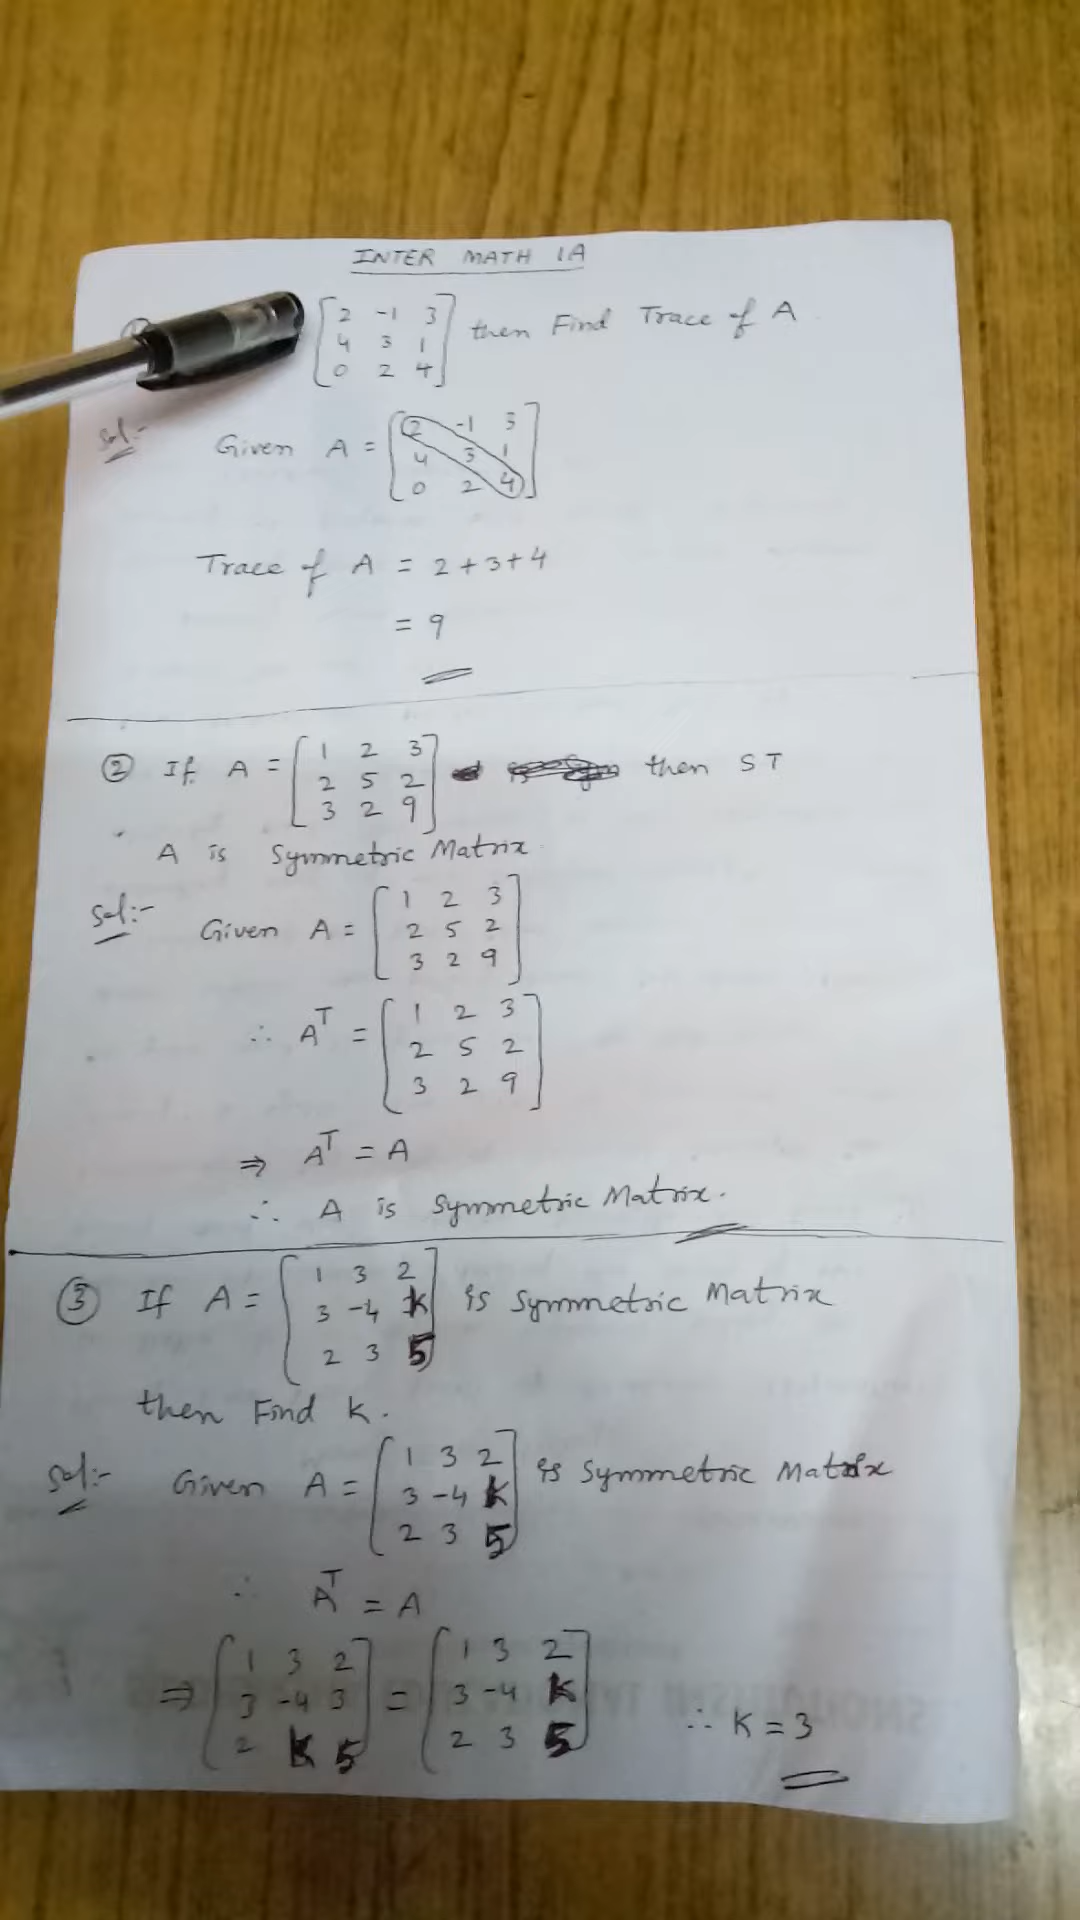 INTER MATH 1A
① [2 -1 3] then Find Trace of A.
[4 3 1]
[0 2 4]
Sol:- Given A = [2 -1 3]
[4 3 1]
[0 2 4]
Trace of A = 2+3+4
= 9
② If A = [1 2 3] then ST
[2 5 2]
[3 2 9]
A is Symmetric Matrix
Sol:- Given A = [1 2 3]
[2 5 2]
[3 2 9]
∴ A^T = [1 2 3]
[2 5 2]
[3 2 9]
⇒ A^T = A
∴ A is Symmetric Matrix.
③ If A = [1 3 2] is Symmetric Matrix
[3 -4 K]
[2 3 5]
then Find K.
Sol:- Given A = [1 3 2] is Symmetric Matrix
[3 -4 K]
[2 3 5]
∴ A^T = A
⇒ [1 3 2] = [1 3 2]
[3 -4 3] [3 -4 K]
[2 K 5] [2 3 5]
∴ K = 3